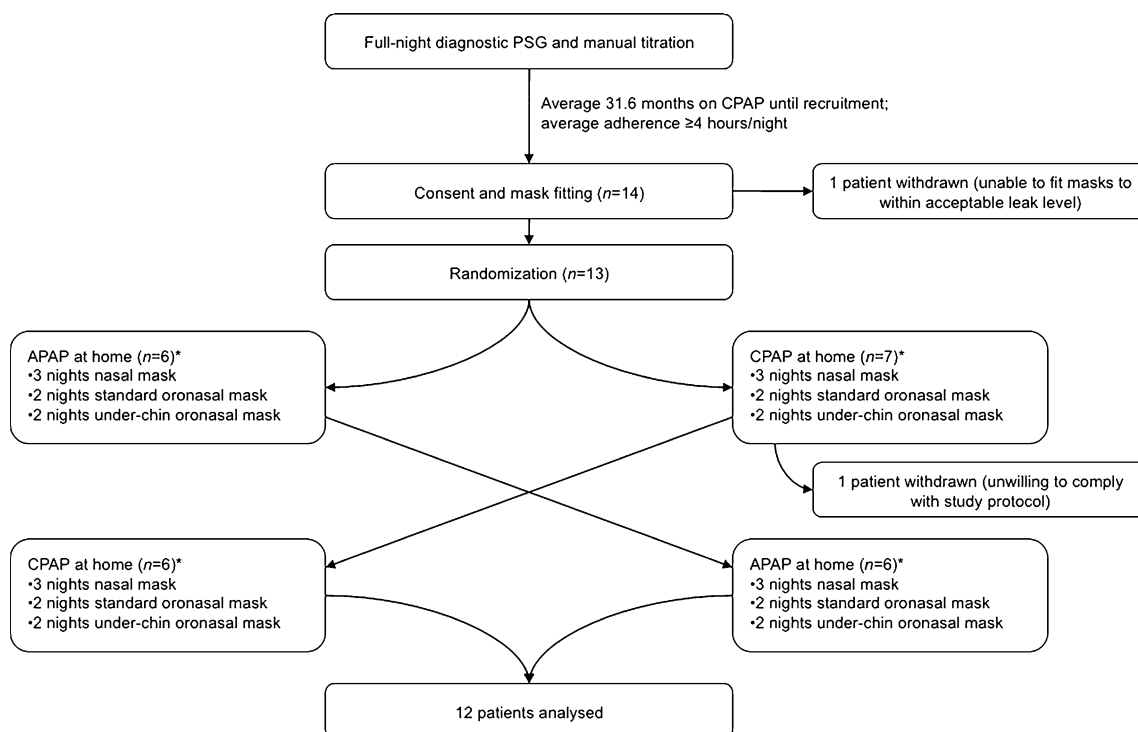 Full-night diagnostic PSG and manual titration
Average 31.6 months on CPAP until recruitment;
average adherence ≥4 hours/night
Consent and mask fitting (n=14)
1 patient withdrawn (unable to fit masks to
within acceptable leak level)
Randomization (n=13)
APAP at home (n=6)*
•3 nights nasal mask
•2 nights standard oronasal mask
•2 nights under-chin oronasal mask
CPAP at home (n=7)*
•3 nights nasal mask
•2 nights standard oronasal mask
•2 nights under-chin oronasal mask
1 patient withdrawn (unwilling to comply
with study protocol)
CPAP at home (n=6)*
•3 nights nasal mask
•2 nights standard oronasal mask
•2 nights under-chin oronasal mask
APAP at home (n=6)*
•3 nights nasal mask
•2 nights standard oronasal mask
•2 nights under-chin oronasal mask
12 patients analysed